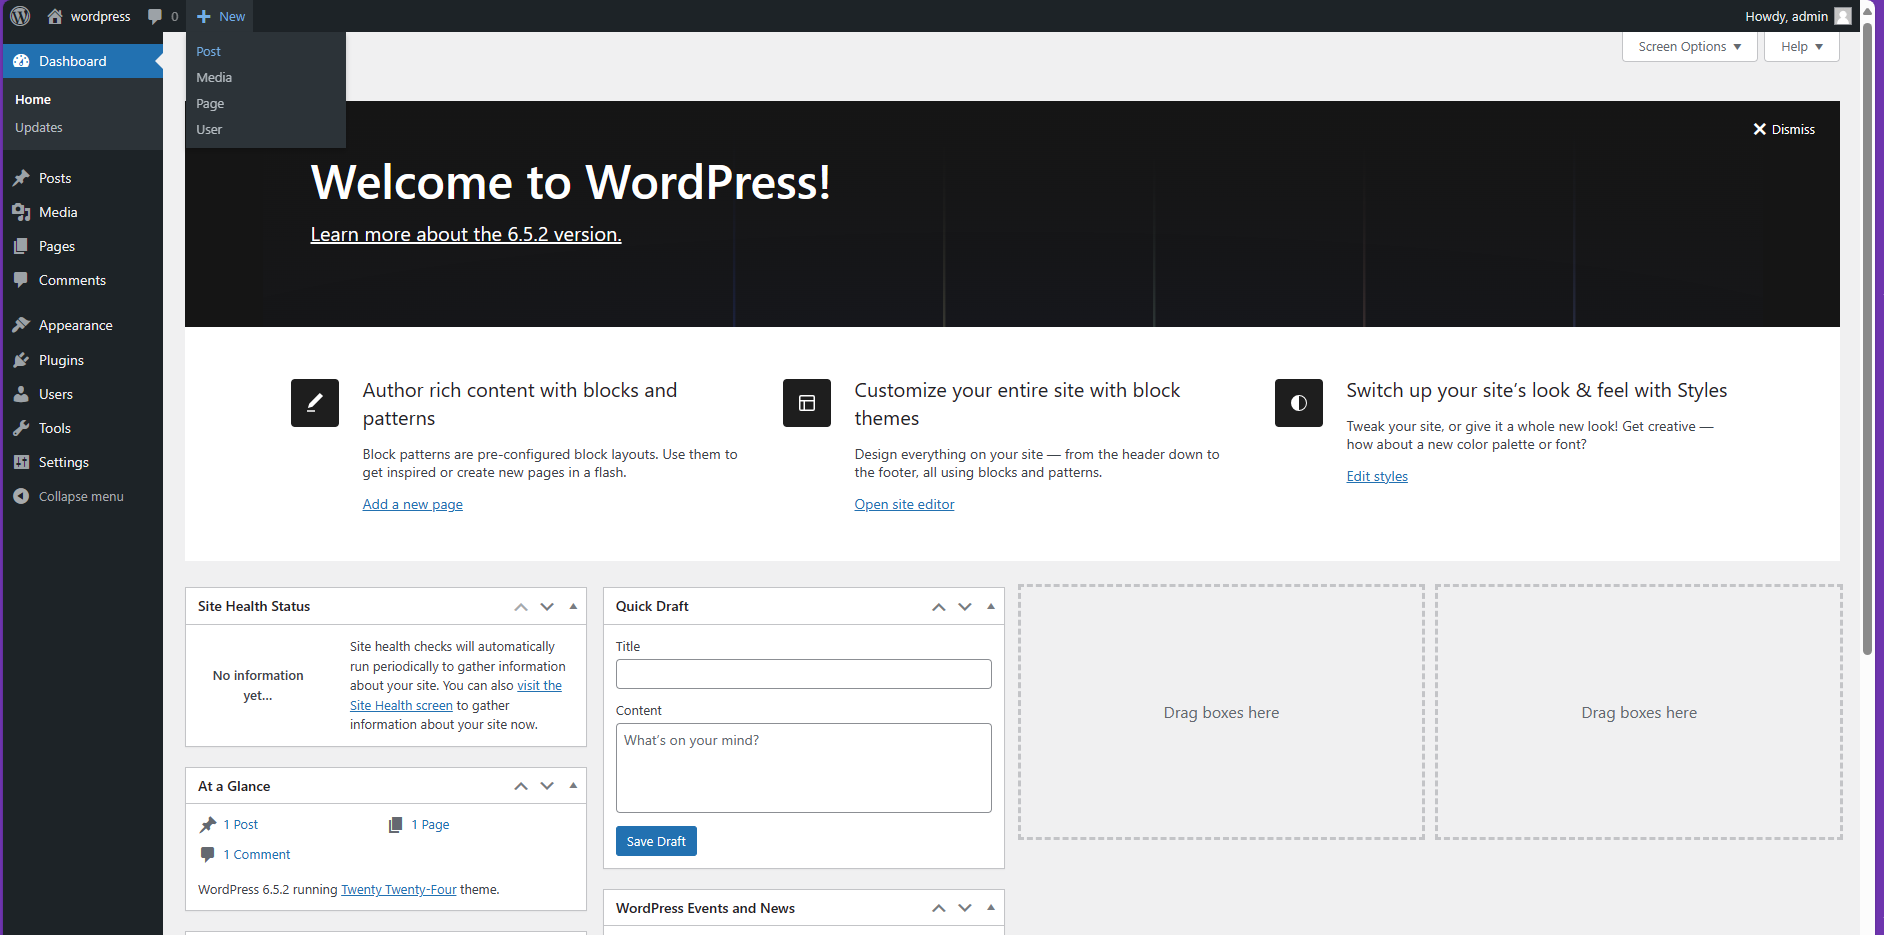 wordpress
0
New
Howdy, admin
Post
Media
Page
User
Screen Options
Help
Dashboard
Home
Updates
Posts
Media
Pages
Comments
Appearance
Plugins
Users
Tools
Settings
Collapse menu
Dismiss
Welcome to WordPress!
Learn more about the 6.5.2 version.
Author rich content with blocks and
patterns
Block patterns are pre-configured block layouts. Use them to
get inspired or create new pages in a flash.
Add a new page
Customize your entire site with block
themes
Design everything on your site — from the header down to
the footer, all using blocks and patterns.
Open site editor
Switch up your site’s look & feel with Styles
Tweak your site, or give it a whole new look! Get creative —
how about a new color palette or font?
Edit styles
Site Health Status
No information
yet…
Site health checks will automatically
run periodically to gather information
about your site. You can also visit the
Site Health screen to gather
information about your site now.
At a Glance
1 Post
1 Page
1 Comment
WordPress 6.5.2 running Twenty Twenty-Four theme.
Quick Draft
Title
Content
What’s on your mind?
Save Draft
WordPress Events and News
Drag boxes here
Drag boxes here